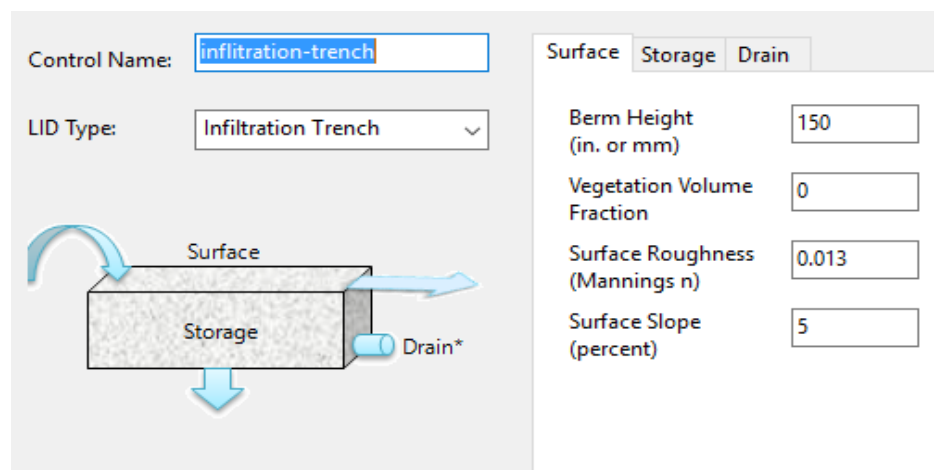 Control Name: inflitration-trench
LID Type: Infiltration Trench
Surface
Storage
Drain*
Surface Storage Drain
Berm Height
(in. or mm)
150
Vegetation Volume
Fraction
0
Surface Roughness
(Mannings n)
0.013
Surface Slope
(percent)
5